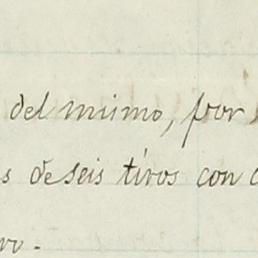 del mismo, por
s de seis tiros con